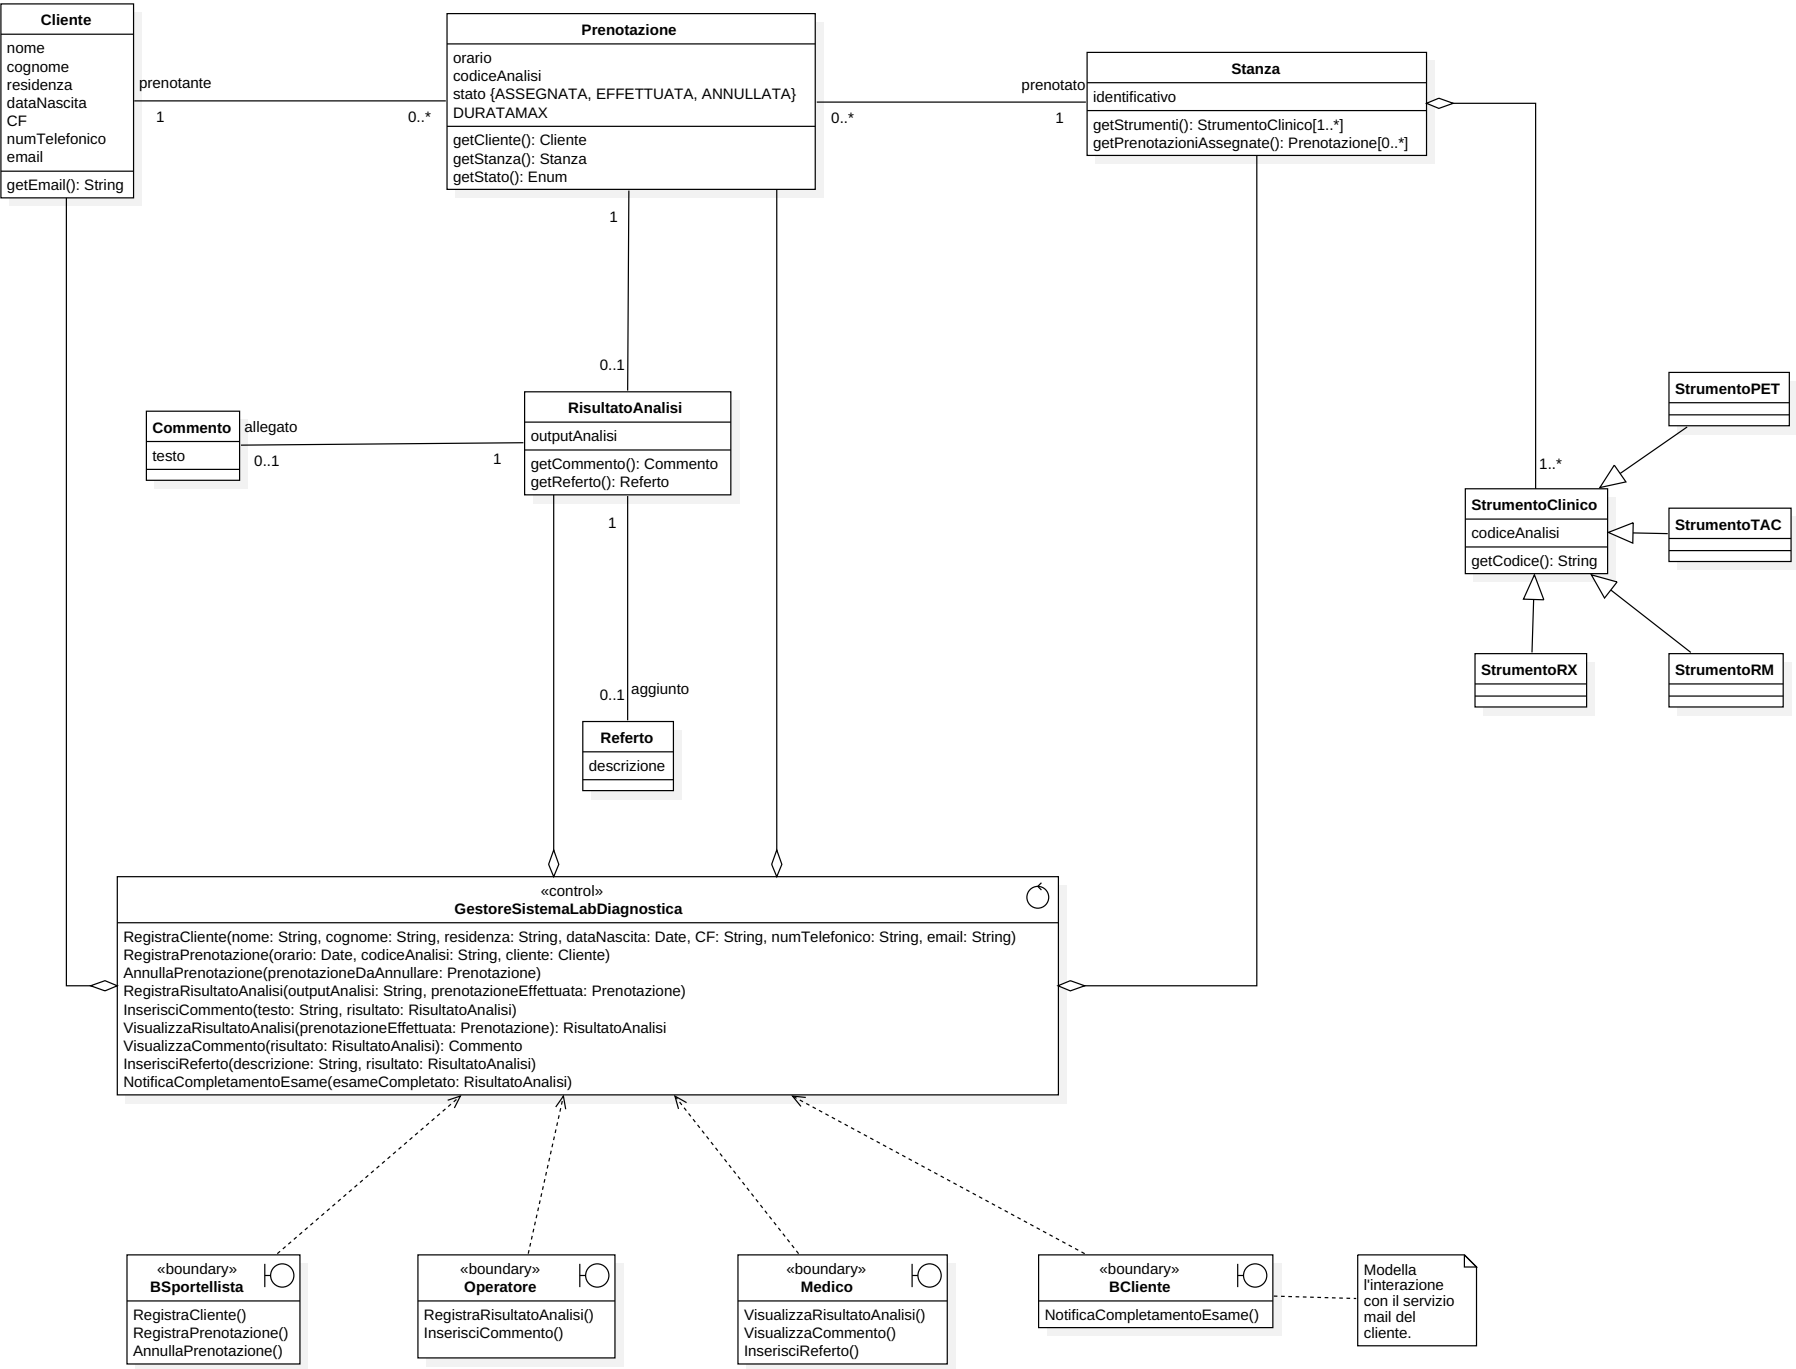 Cliente
nome
cognome
residenza
dataNascita
CF
numTelefonico
email
getEmail(): String
prenotante
1
0..*
Prenotazione
orario
codiceAnalisi
stato {ASSEGNATA, EFFETTUATA, ANNULLATA}
DURATAMAX
getCliente(): Cliente
getStanza(): Stanza
getStato(): Enum
prenotato
0..*
1
Stanza
identificativo
getStrumenti(): StrumentoClinico[1..*]
getPrenotazioniAssegnate(): Prenotazione[0..*]
1
0..1
Commento
testo
allegato
0..1
1
RisultatoAnalisi
outputAnalisi
getCommento(): Commento
getReferto(): Referto
1
0..1
aggiunto
Referto
descrizione
1..*
StrumentoClinico
codiceAnalisi
getCodice(): String
StrumentoPET
StrumentoTAC
StrumentoRX
StrumentoRM
«control»
GestoreSistemaLabDiagnostica
RegistraCliente(nome: String, cognome: String, residenza: String, dataNascita: Date, CF: String, numTelefonico: String, email: String)
RegistraPrenotazione(orario: Date, codiceAnalisi: String, cliente: Cliente)
AnnullaPrenotazione(prenotazioneDaAnnullare: Prenotazione)
RegistraRisultatoAnalisi(outputAnalisi: String, prenotazioneEffettuata: Prenotazione)
InserisciCommento(testo: String, risultato: RisultatoAnalisi)
VisualizzaRisultatoAnalisi(prenotazioneEffettuata: Prenotazione): RisultatoAnalisi
VisualizzaCommento(risultato: RisultatoAnalisi): Commento
InserisciReferto(descrizione: String, risultato: RisultatoAnalisi)
NotificaCompletamentoEsame(esameCompletato: RisultatoAnalisi)
«boundary»
BSportellista
RegistraCliente()
RegistraPrenotazione()
AnnullaPrenotazione()
«boundary»
Operatore
RegistraRisultatoAnalisi()
InserisciCommento()
«boundary»
Medico
VisualizzaRisultatoAnalisi()
VisualizzaCommento()
InserisciReferto()
«boundary»
BCliente
NotificaCompletamentoEsame()
Modella
l'interazione
con il servizio
mail del
cliente.